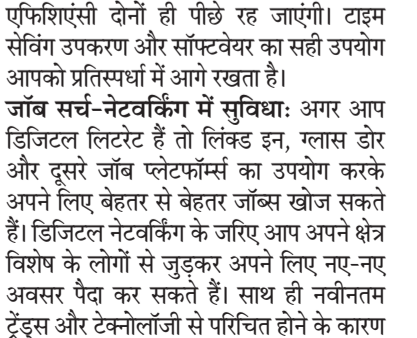 एफिशिएंसी दोनों ही पीछे रह जाएंगी। टाइम
सेविंग उपकरण और सॉफ्टवेयर का सही उपयोग
आपको प्रतिस्पर्धा में आगे रखता है।
जॉब सर्च-नेटवर्किंग में सुविधाः अगर आप
डिजिटल लिटरेट हैं तो लिंक्ड इन, ग्लास डोर
और दूसरे जॉब प्लेटफॉर्म्स का उपयोग करके
अपने लिए बेहतर से बेहतर जॉब्स खोज सकते
हैं। डिजिटल नेटवर्किंग के जरिए आप अपने क्षेत्र
विशेष के लोगों से जुड़कर अपने लिए नए-नए
अवसर पैदा कर सकते हैं। साथ ही नवीनतम
ट्रेंड्स और टेक्नोलॉजी से परिचित होने के कारण